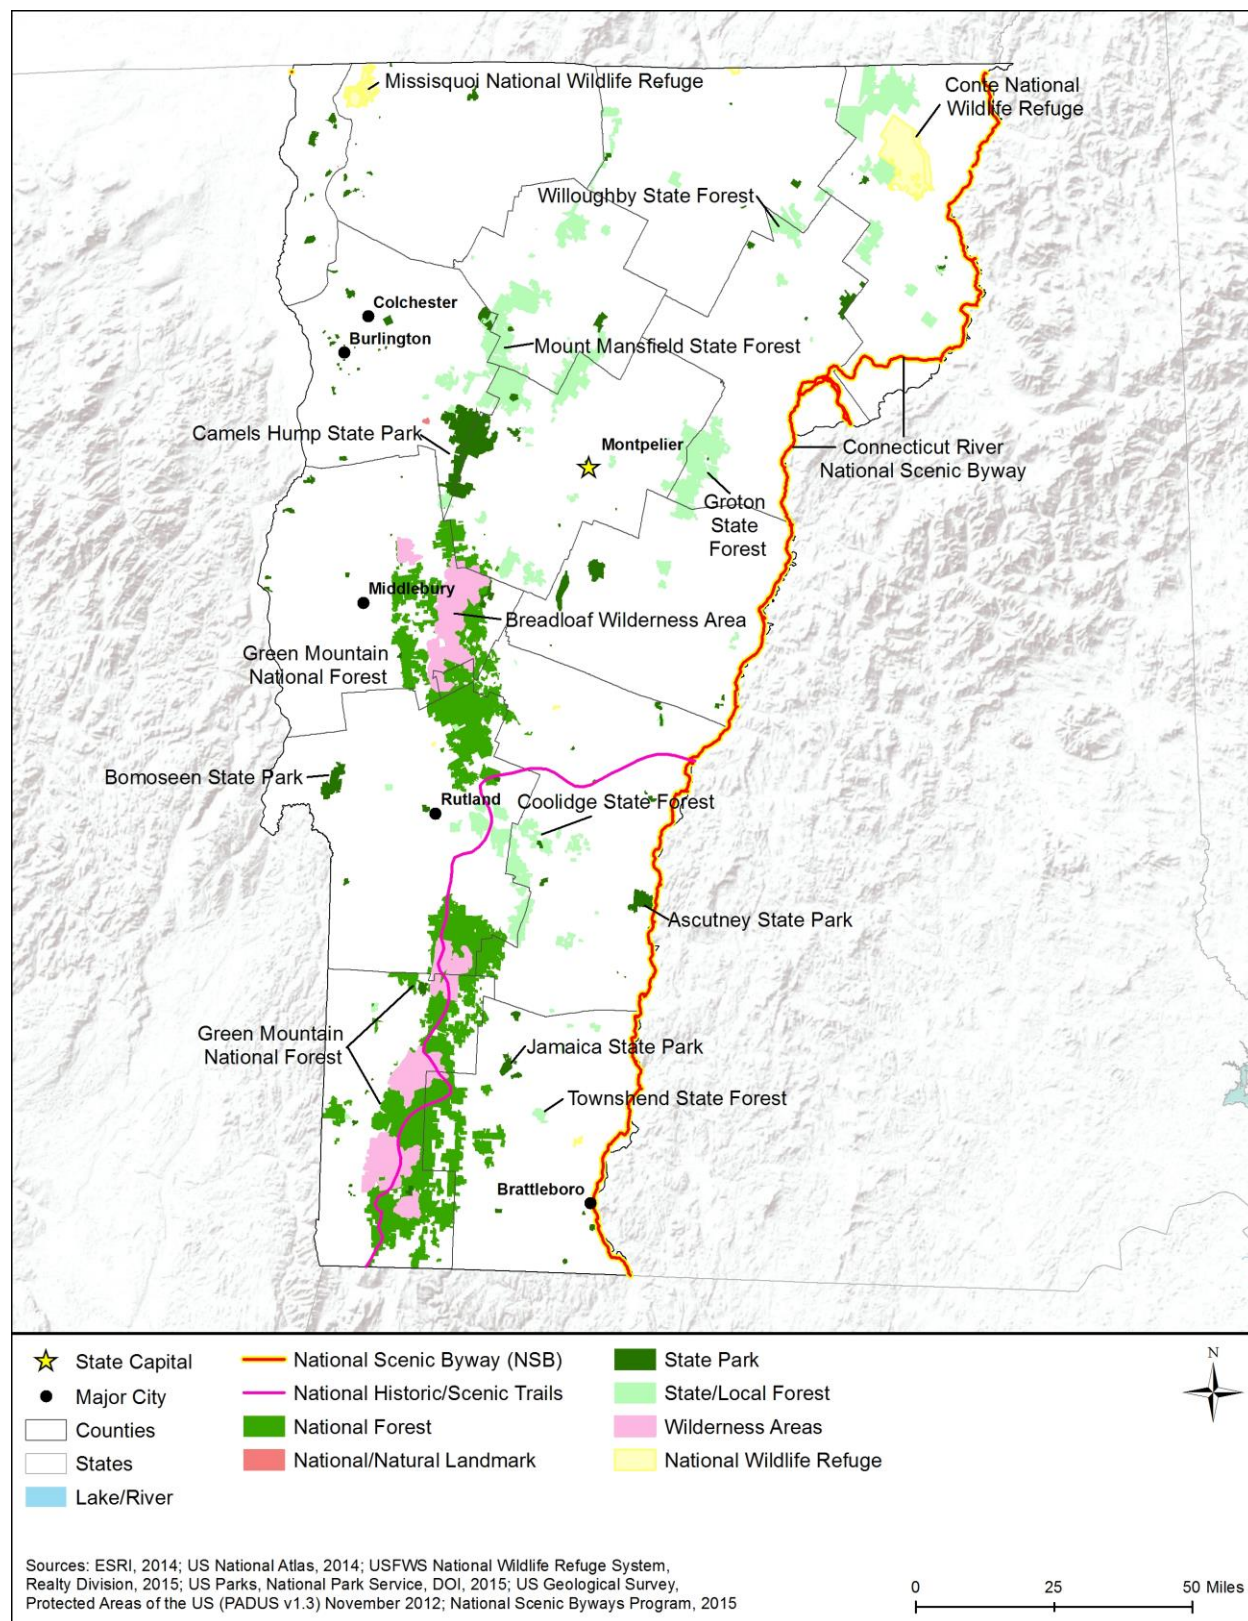 Missisquoi National Wildlife Refuge
Conte National
Wildlife Refuge
Willoughby State Forest
Colchester
Burlington
Mount Mansfield State Forest
Camels Hump State Park
Montpelier
Connecticut River
National Scenic Byway
Groton
State
Forest
Middlebury
Breadloaf Wilderness Area
Green Mountain
National Forest
Bomoseen State Park
Rutland
Coolidge State Forest
Ascutney State Park
Green Mountain
National Forest
Jamaica State Park
Townshend State Forest
Brattleboro
State Capital
Major City
Counties
States
Lake/River
National Scenic Byway (NSB)
National Historic/Scenic Trails
National Forest
National/Natural Landmark
State Park
State/Local Forest
Wilderness Areas
National Wildlife Refuge
N
Sources: ESRI, 2014; US National Atlas, 2014; USFWS National Wildlife Refuge System,
Realty Division, 2015; US Parks, National Park Service, DOI, 2015; US Geological Survey,
Protected Areas of the US (PADUS v1.3) November 2012; National Scenic Byways Program, 2015
0 25 50 Miles